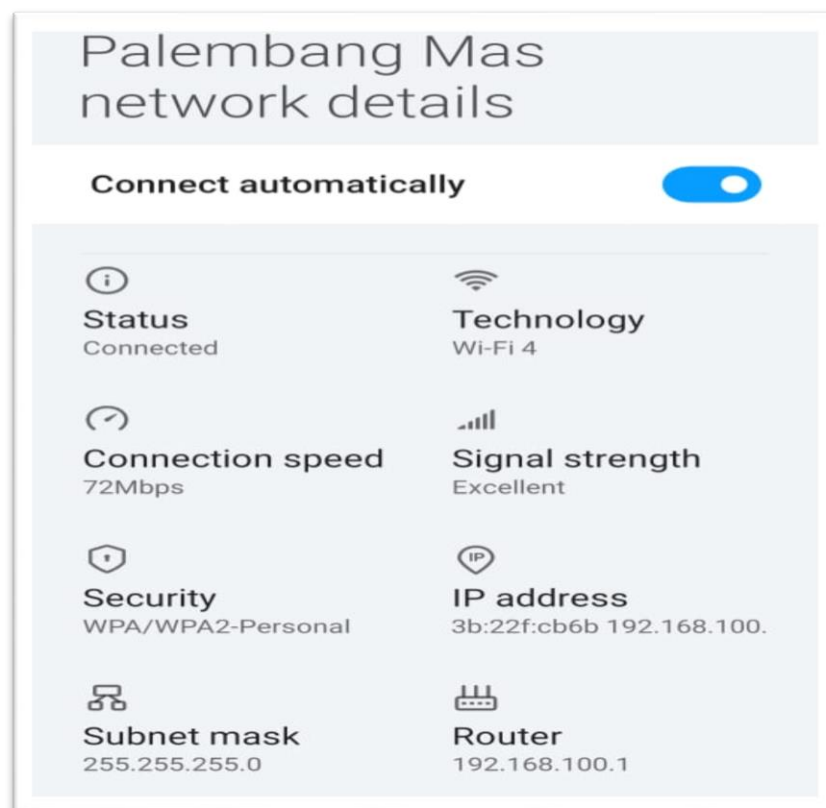 Palembang Mas
network details
Connect automatically
Status
Connected
Technology
Wi-Fi 4
Connection speed
72Mbps
Signal strength
Excellent
Security
WPA/WPA2-Personal
IP
IP address
3b:22f:cb6b 192.168.100.
Subnet mask
255.255.255.0
Router
192.168.100.1